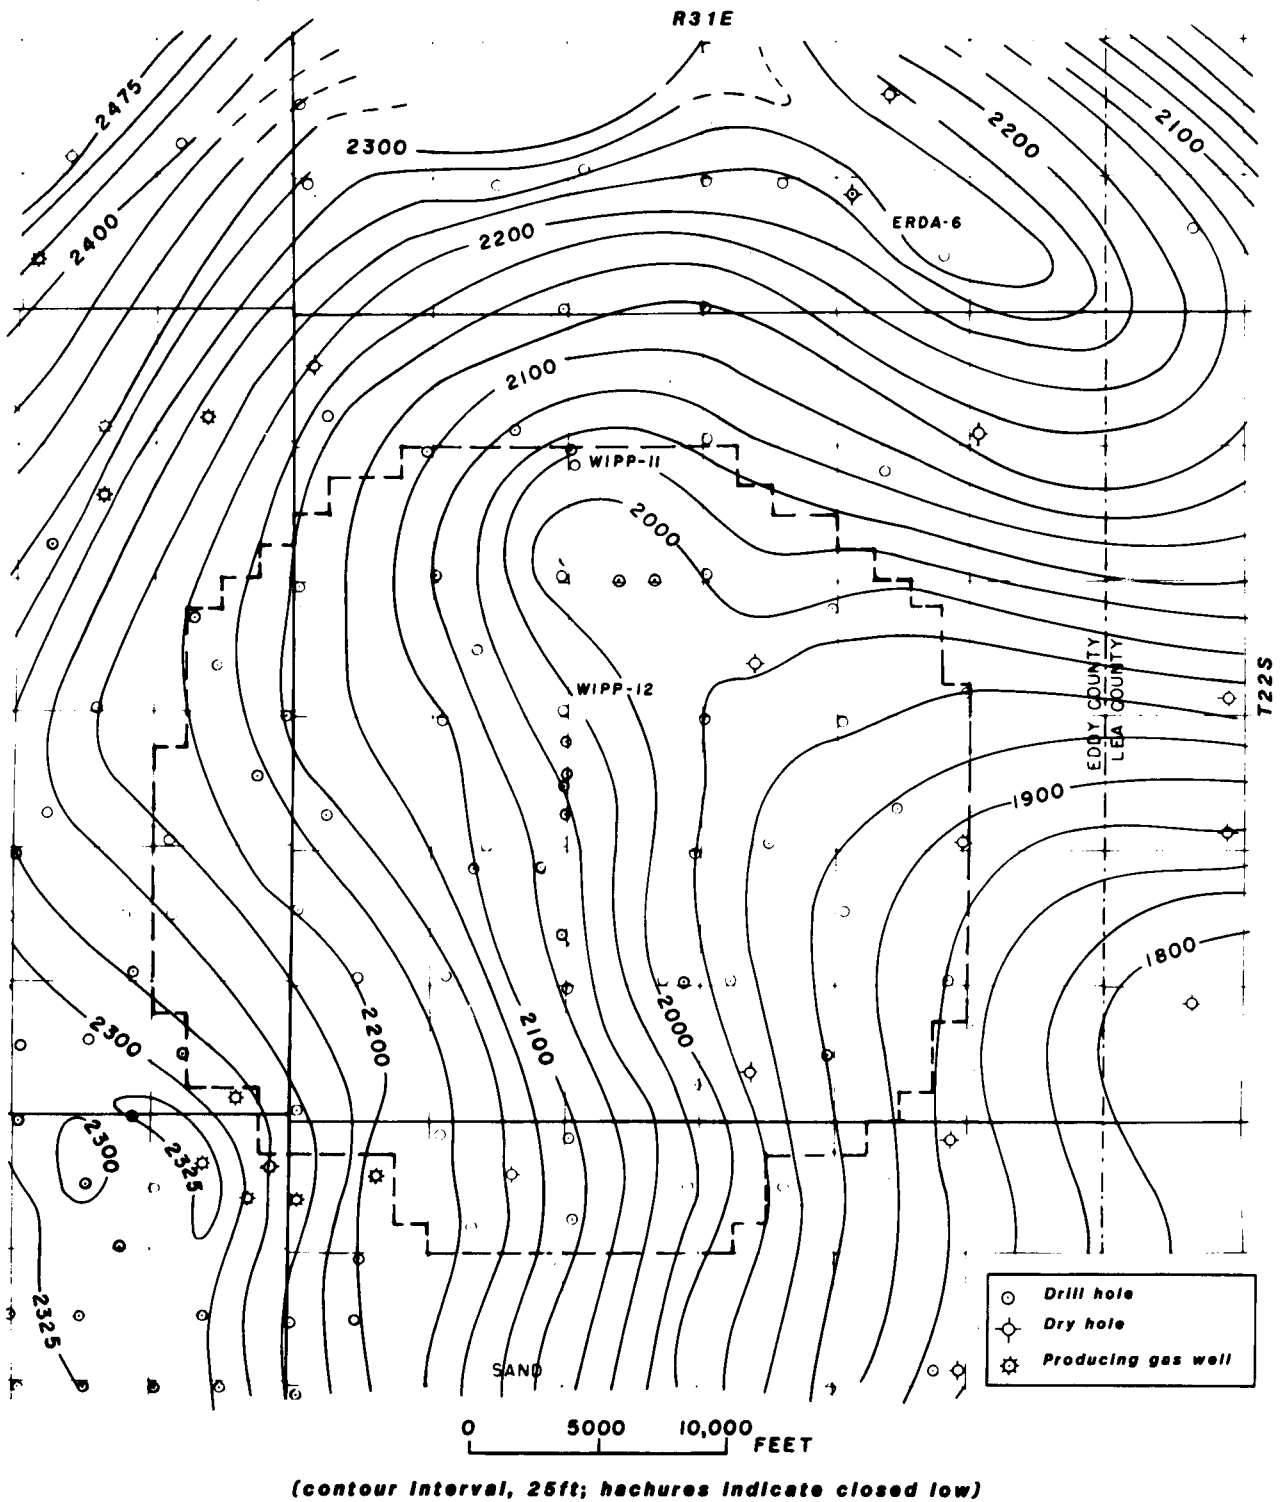 R31E
2475
2300
2200
2100
ERDA-6
2400
2200
2100
WIPP-11
2000
EDDY COUNTY
LEA COUNTY
T22S
WIPP-12
1900
1800
2300
2200
2100
2000
2300
2325
2325
SAND
Drill hole
Dry hole
Producing gas well
0 5000 10,000 FEET
(contour interval, 25ft; hachures indicate closed low)